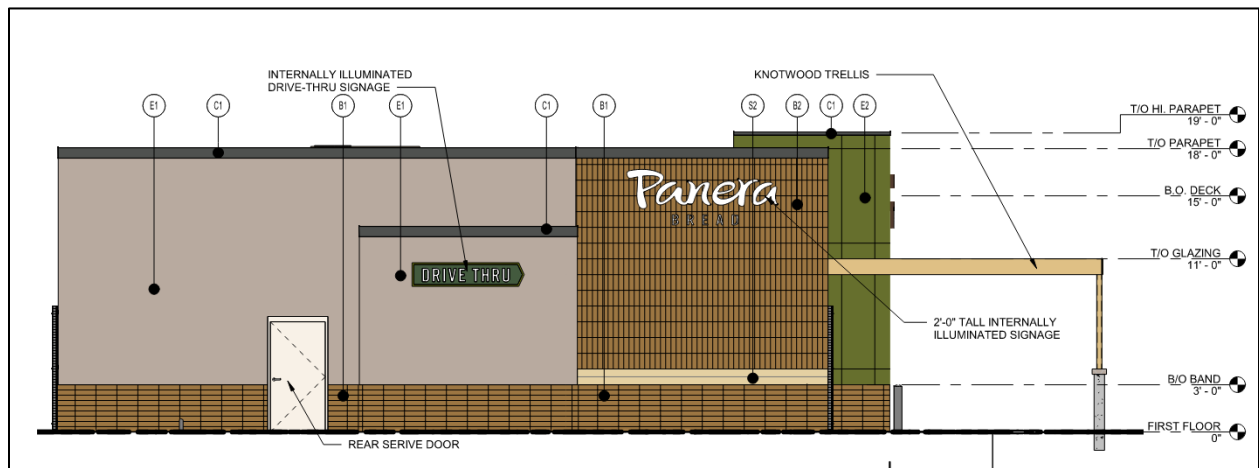 INTERNALLY ILLUMINATED
DRIVE-THRU SIGNAGE
KNOTWOOD TRELLIS
E1
C1
B1
E1
C1
B1
S2
B2
C1
E2
T/O HI. PARAPET
19' - 0"
T/O PARAPET
18' - 0"
B.O. DECK
15' - 0"
T/O GLAZING
11' - 0"
Panera
BREAD
DRIVE THRU
2'-0" TALL INTERNALLY
ILLUMINATED SIGNAGE
B/O BAND
3' - 0"
REAR SERIVE DOOR
FIRST FLOOR
0"